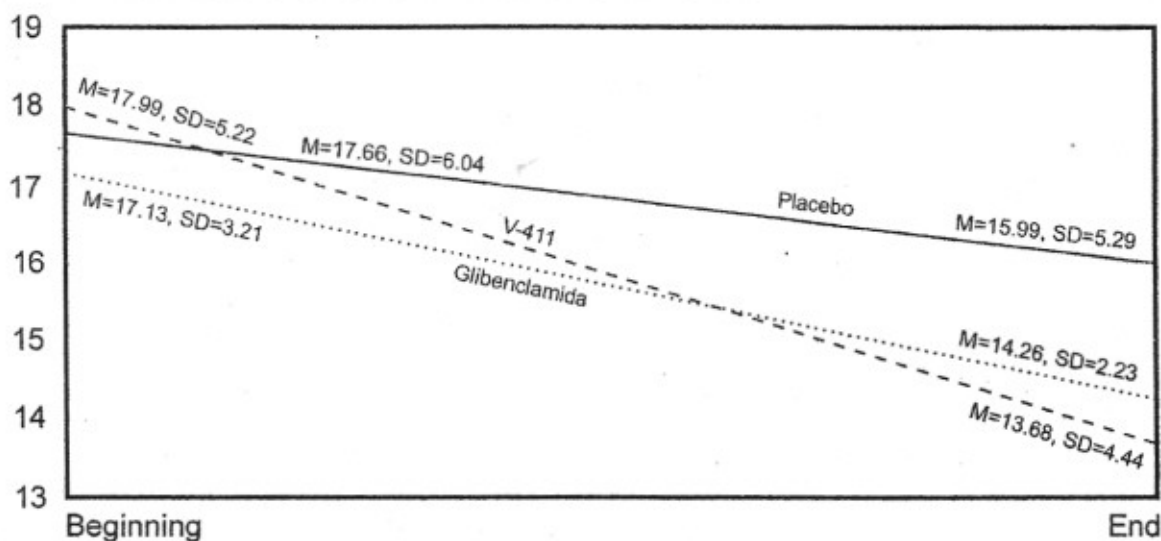 19
18
17
16
15
14
13
M=17.99, SD=5.22
M=17.66, SD=6.04
M=17.13, SD=3.21
V-411
Glibenclamida
Placebo
M=15.99, SD=5.29
M=14.26, SD=2.23
M=13.68, SD=4.44
Beginning
End